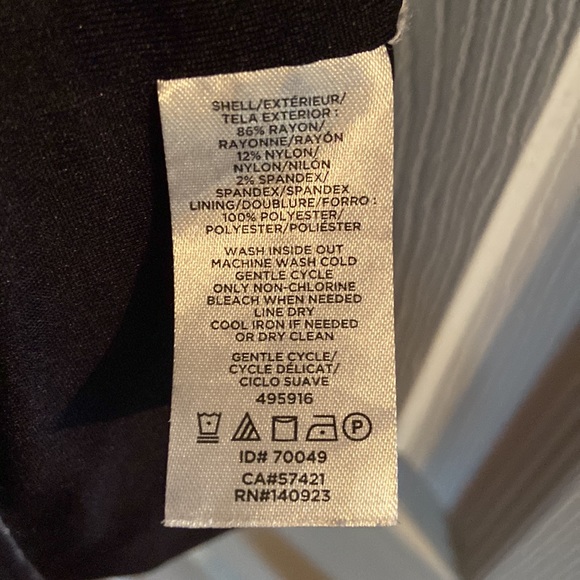 SHELL/EXTÉRIEUR/
TELA EXTERIOR :
86% RAYON/
RAYONNE/RAYÓN
12% NYLON/
NYLON/NILÓN
2% SPANDEX/
SPANDEX/SPANDEX
LINING/DOUBLURE/FORRO :
100% POLYESTER/
POLYESTER/POLIÉSTER
WASH INSIDE OUT
MACHINE WASH COLD
GENTLE CYCLE
ONLY NON-CHLORINE
BLEACH WHEN NEEDED
LINE DRY
COOL IRON IF NEEDED
OR DRY CLEAN
GENTLE CYCLE/
CYCLE DÉLICAT/
CICLO SUAVE
495916
P
ID# 70049
CA#57421
RN#140923